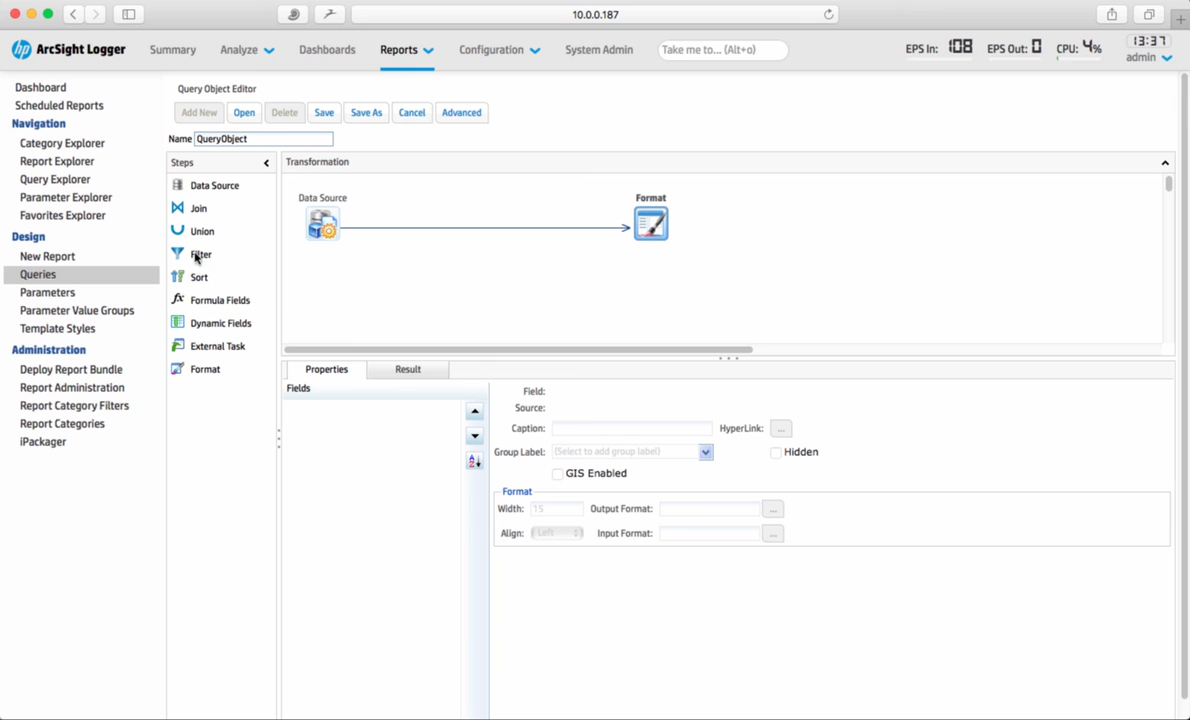 10.0.0.187
hp ArcSight Logger
Summary
Analyze
Dashboards
Reports
Configuration
System Admin
Take me to... (Alt+o)
EPS In: 108
EPS Out: 0
CPU: 4%
13:37
admin
Dashboard
Scheduled Reports
Navigation
Category Explorer
Report Explorer
Query Explorer
Parameter Explorer
Favorites Explorer
Design
New Report
Queries
Parameters
Parameter Value Groups
Template Styles
Administration
Deploy Report Bundle
Report Administration
Report Category Filters
Report Categories
iPackager
Query Object Editor
Add New
Open
Delete
Save
Save As
Cancel
Advanced
Name QueryObject
Steps
Data Source
Join
Union
Filter
Sort
fx Formula Fields
Dynamic Fields
External Task
Format
Transformation
Data Source
Format
Properties
Result
Fields
Field:
Source:
Caption:
HyperLink: ...
Group Label: (Select to add group label)
Hidden
GIS Enabled
Format
Width: 15
Output Format: ...
Align: Left
Input Format: ...